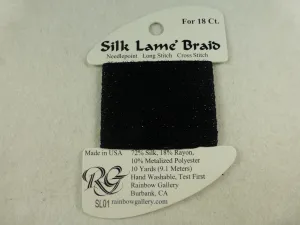 For 18 Ct.
Silk Lamé Braid
Needlepoint Long Stitch Cross Stitch
Made in USA
72% Silk, 18% Rayon,
10% Metalized Polyester
10 Yards (9.1 Meters)
Hand Washable, Test First
Rainbow Gallery
Burbank, CA
RG
SL01 rainbowgallery.com